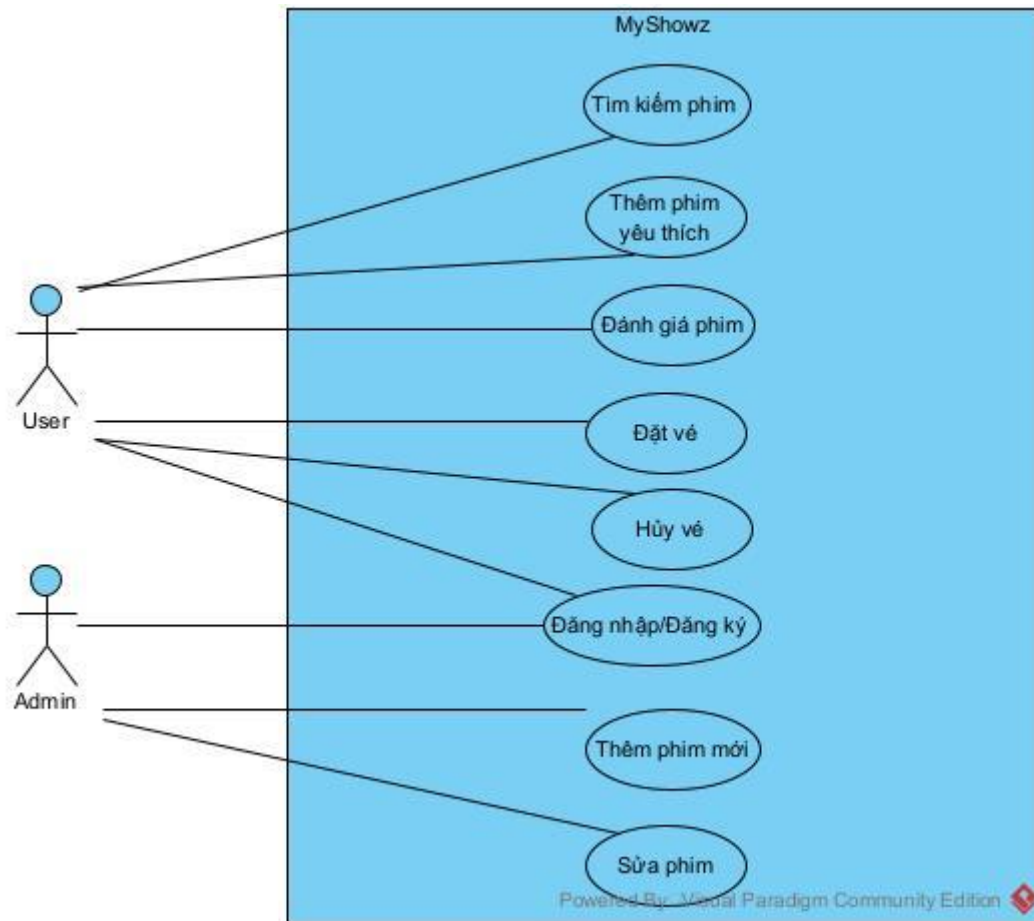 MyShowz
Tìm kiếm phim
Thêm phim
yêu thích
Đánh giá phim
User
Đặt vé
Hủy vé
Đăng nhập/Đăng ký
Admin
Thêm phim mới
Sửa phim
Powered By Visual Paradigm Community Edition